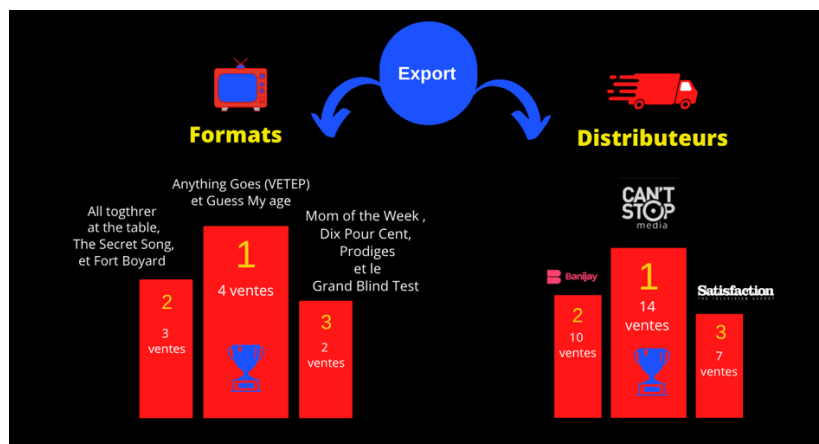 Export
Formats
Anything Goes (VETEP)
et Guess My age
All togthrer
at the table,
The Secret Song,
et Fort Boyard
Mom of the Week ,
Dix Pour Cent,
Prodiges
et le
Grand Blind Test
1
4 ventes
2
3
ventes
3
2
ventes
Distributeurs
CAN'T
STOP
media
Banijay
Satisfaction
THE TELEVISION AGENCY
1
14
ventes
2
10
ventes
3
7
ventes